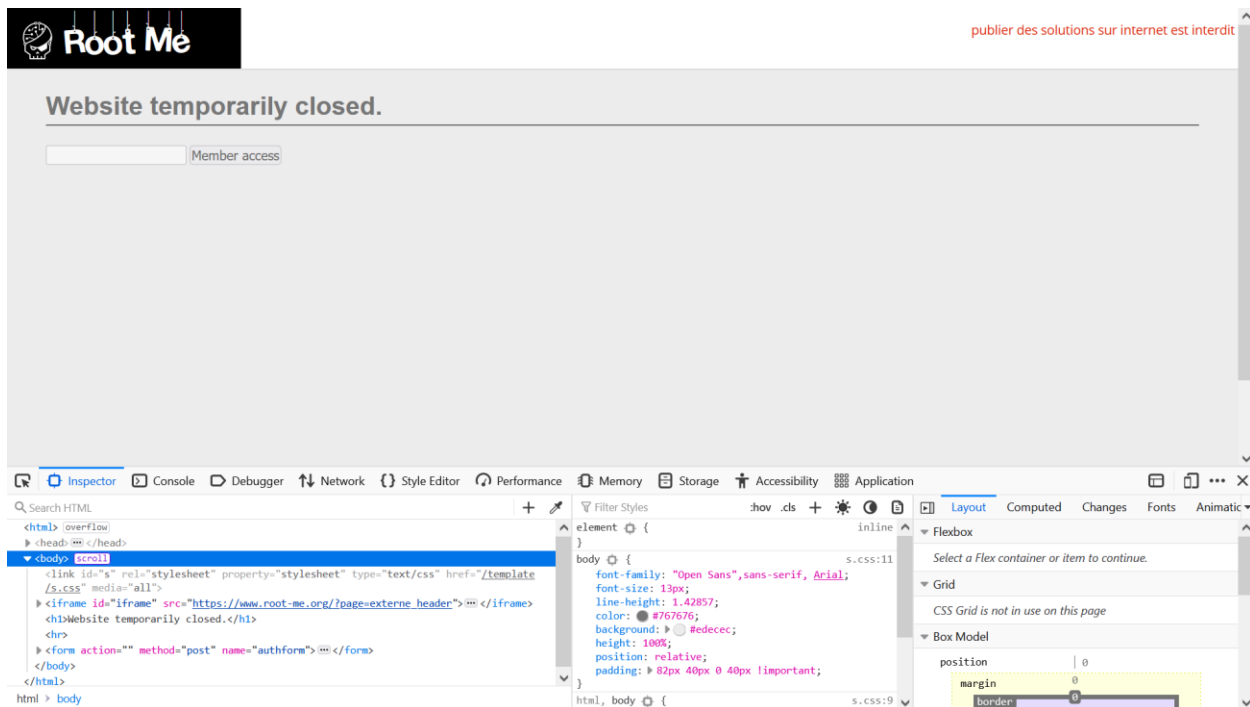 Root Me
publier des solutions sur internet est interdit
Website temporarily closed.
Member access
Inspector Console Debugger Network Style Editor Performance Memory Storage Accessibility Application
Search HTML
<html> overflow
<head> ... </head>
<body> scroll
<link id="s" rel="stylesheet" property="stylesheet" type="text/css" href="/template
/s.css" media="all">
<iframe id="iframe" src="https://www.root-me.org/?page=externe_header"> ... </iframe>
<h1>Website temporarily closed.</h1>
<hr>
<form action="" method="post" name="authform"> ... </form>
</body>
</html>
html > body
Filter Styles :hov .cls
element { inline
}
body { s.css:11
font-family: "Open Sans",sans-serif, Arial;
font-size: 13px;
line-height: 1.42857;
color: #767676;
background: #edecec;
height: 100%;
position: relative;
padding: 82px 40px 0 40px !important;
}
html, body { s.css:9
Layout Computed Changes Fonts Animatic
Flexbox
Select a Flex container or item to continue.
Grid
CSS Grid is not in use on this page
Box Model
position 0
margin 0
border 0